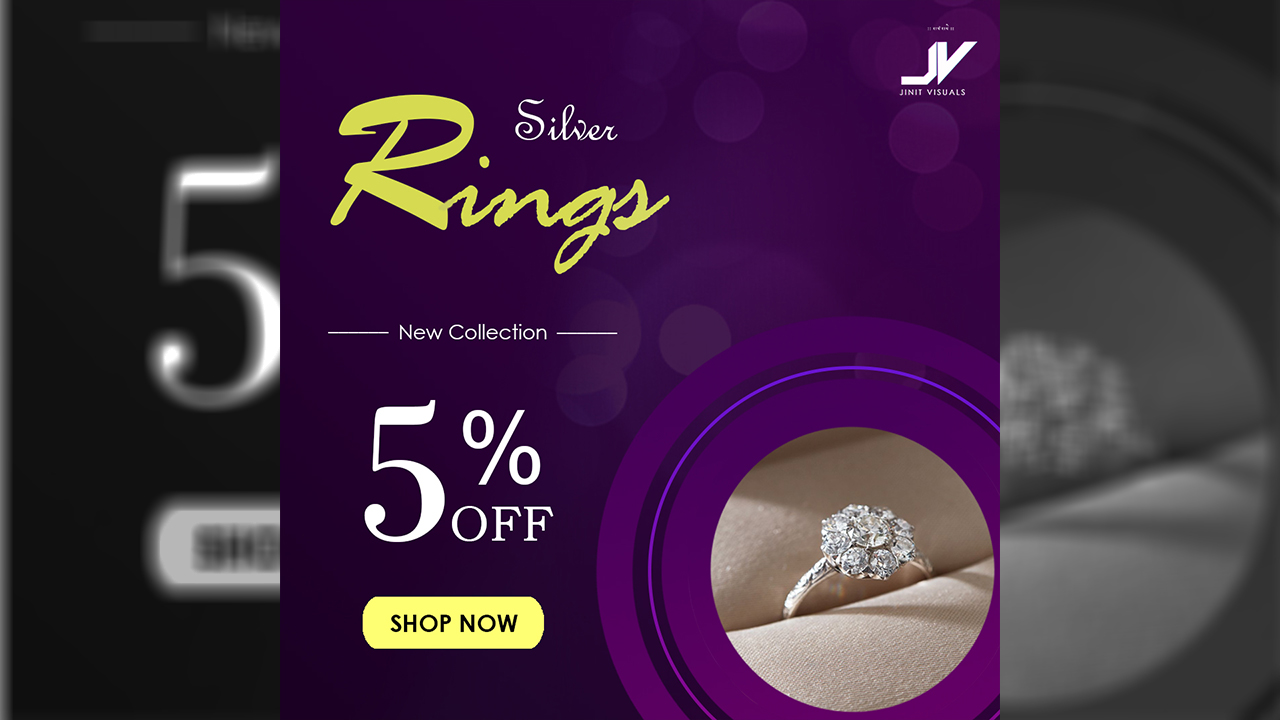 JV
JINIT VISUALS
Silver
Rings
New Collection
5%
OFF
SHOP NOW